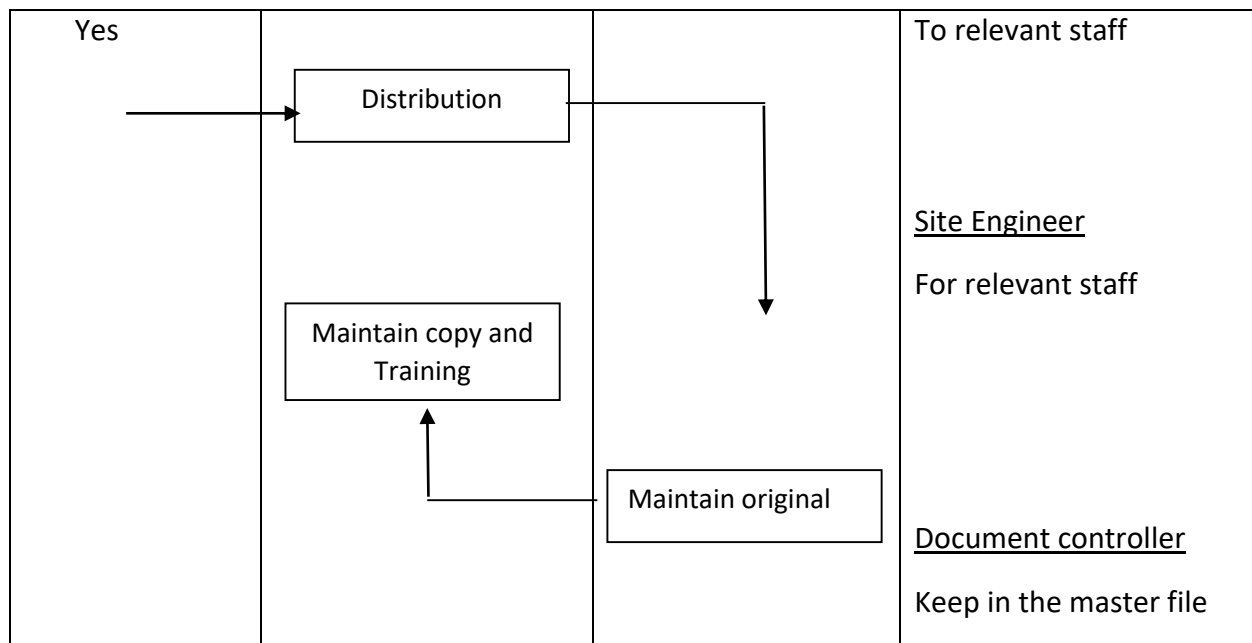 Yes
To relevant staff
Distribution
Site Engineer
For relevant staff
Maintain copy and
Training
Maintain original
Document controller
Keep in the master file